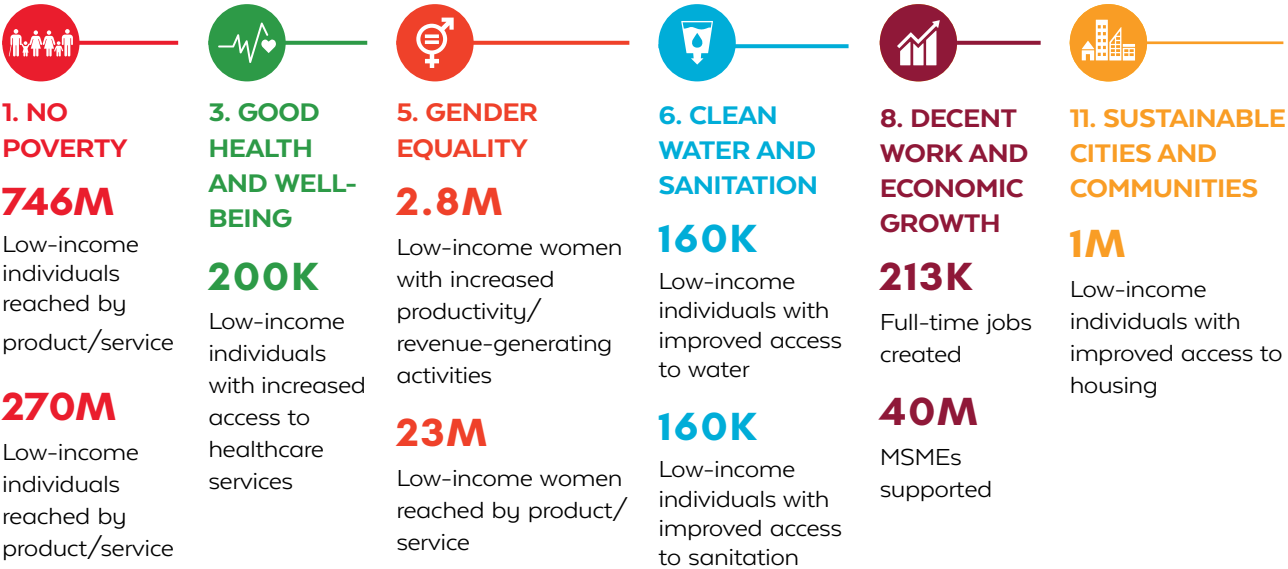 1. NO
POVERTY
746M
Low-income
individuals
reached by
product/service
270M
Low-income
individuals
reached by
product/service
3. GOOD
HEALTH
AND WELL-
BEING
200K
Low-income
individuals
with increased
access to
healthcare
services
5. GENDER
EQUALITY
2.8M
Low-income women
with increased
productivity/
revenue-generating
activities
23M
Low-income women
reached by product/
service
6. CLEAN
WATER AND
SANITATION
160K
Low-income
individuals with
improved access
to water
160K
Low-income
individuals with
improved access
to sanitation
8. DECENT
WORK AND
ECONOMIC
GROWTH
213K
Full-time jobs
created
40M
MSMEs
supported
11. SUSTAINABLE
CITIES AND
COMMUNITIES
1M
Low-income
individuals with
improved access to
housing